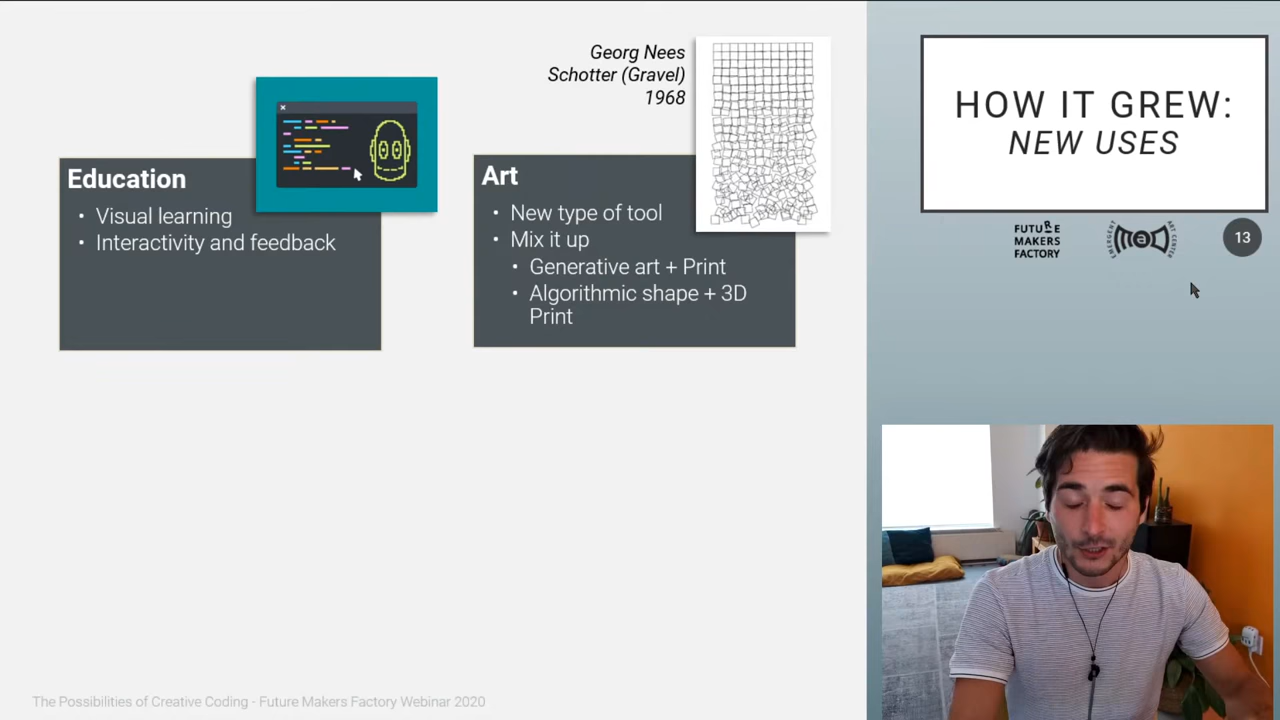 Georg Nees
Schotter (Gravel)
1968
Education
• Visual learning
• Interactivity and feedback
Art
• New type of tool
• Mix it up
• Generative art + Print
• Algorithmic shape + 3D
Print
HOW IT GREW:
NEW USES
FUTURE
MAKERS
FACTORY
a
ART CENTER
13
The Possibilities of Creative Coding - Future Makers Factory Webinar 2020